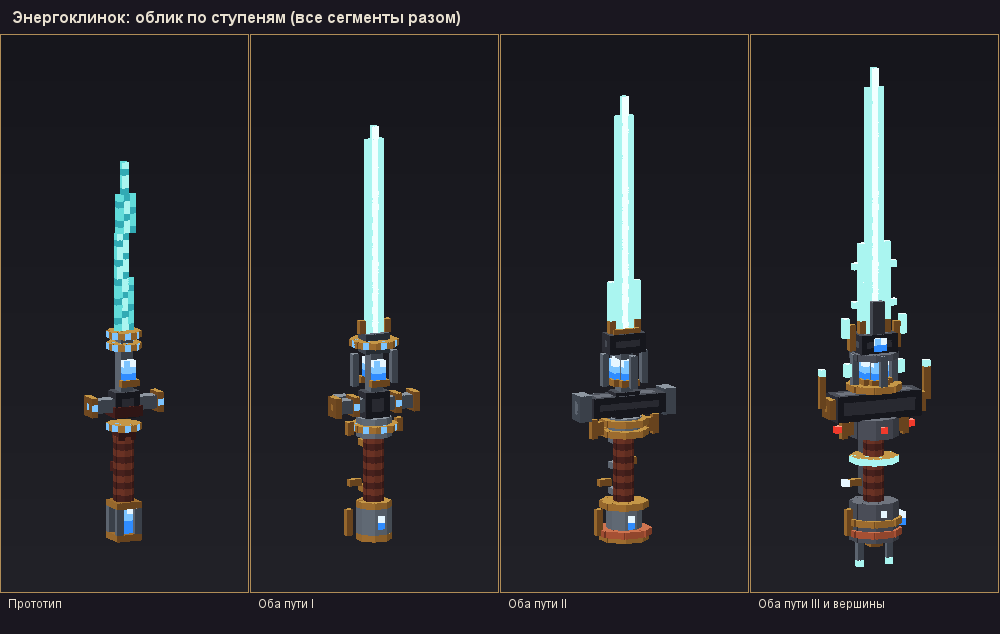 Энергоклинок: облик по ступеням (все сегменты разом)
Прототип
Оба пути I
Оба пути II
Оба пути III и вершины